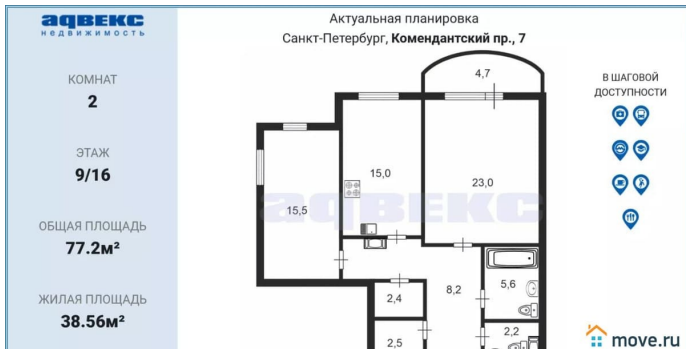 адвекс
недвижимость
КОМНАТ
2
ЭТАЖ
9/16
ОБЩАЯ ПЛОЩАДЬ
77.2м²
ЖИЛАЯ ПЛОЩАДЬ
38.56м²
Актуальная планировка
Санкт-Петербург, Комендантский пр., 7
4,7
15,0
23,0
15,5
адвекс
8,2
5,6
2,4
2,2
2,5
В ШАГОВОЙ
ДОСТУПНОСТИ
move.ru